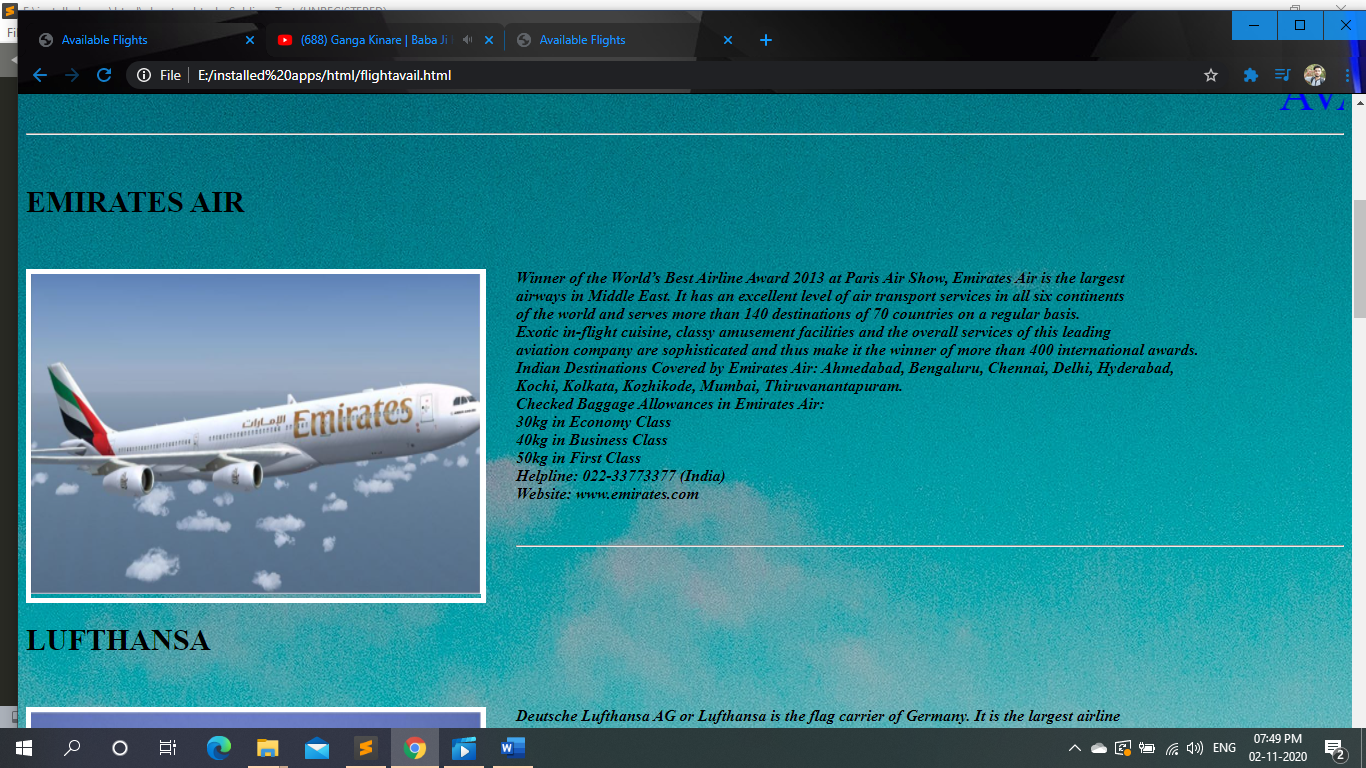 Available Flights
(688) Ganga Kinare | Baba Ji
Available Flights
File
E:/installed%20apps/html/flightavail.html
AVA
EMIRATES AIR
Winner of the World’s Best Airline Award 2013 at Paris Air Show, Emirates Air is the largest
airways in Middle East. It has an excellent level of air transport services in all six continents
of the world and serves more than 140 destinations of 70 countries on a regular basis.
Exotic in-flight cuisine, classy amusement facilities and the overall services of this leading
aviation company are sophisticated and thus make it the winner of more than 400 international awards.
Indian Destinations Covered by Emirates Air: Ahmedabad, Bengaluru, Chennai, Delhi, Hyderabad,
Kochi, Kolkata, Kozhikode, Mumbai, Thiruvanantapuram.
Checked Baggage Allowances in Emirates Air:
30kg in Economy Class
40kg in Business Class
50kg in First Class
Helpline: 022-33773377 (India)
Website: www.emirates.com
الإمارات Emirates
LUFTHANSA
Deutsche Lufthansa AG or Lufthansa is the flag carrier of Germany. It is the largest airline
ENG
07:49 PM
02-11-2020
2